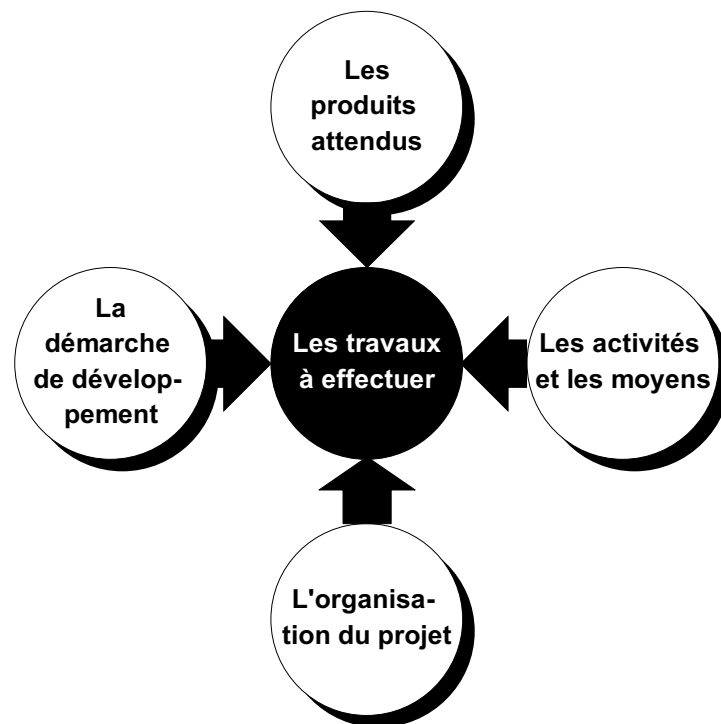 Les
produits
attendus
La
démarche
de dévelop-
pement
Les travaux
à effectuer
Les activités
et les moyens
L'organisa-
tion du projet